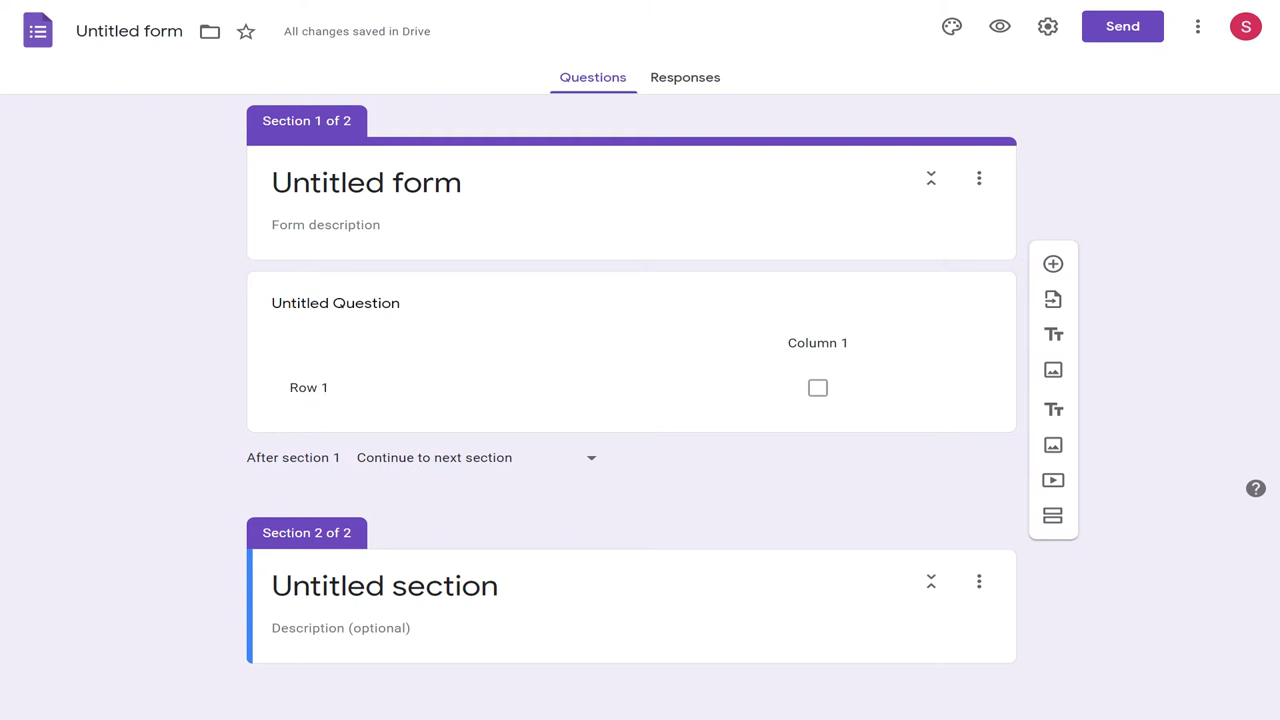 Untitled form
All changes saved in Drive
Send
S
Questions
Responses
Section 1 of 2
Untitled form
Form description
Untitled Question
Column 1
Row 1
After section 1
Continue to next section
Section 2 of 2
Untitled section
Description (optional)
Tт
Tт
?